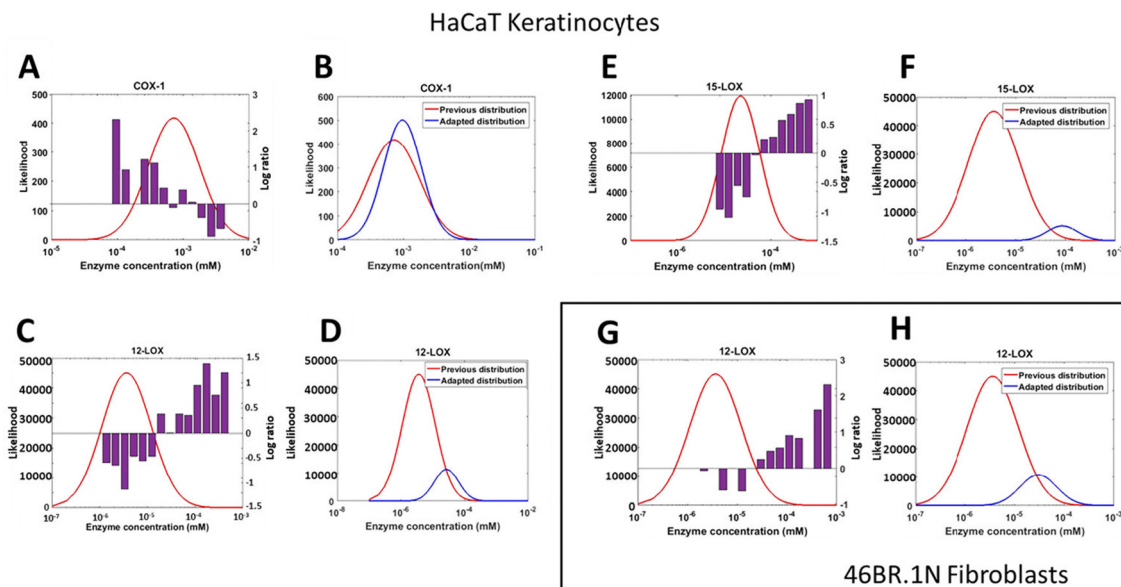 HaCaT Keratinocytes
A
COX-1
500
400
300
200
100
0
3
2
1
0
-1
Likelihood
Log ratio
10-5
10-4
10-3
10-2
Enzyme concentration (mM)
B
COX-1
Previous distribution
Adapted distribution
600
500
400
300
200
100
0
Likelihood
10-4
10-3
10-2
10-1
Enzyme concentration (mM)
E
15-LOX
12000
10000
8000
6000
4000
2000
0
1
0.5
0
-0.5
-1
-1.5
Likelihood
Log ratio
10-6
10-4
Enzyme concentration (mM)
F
15-LOX
Previous distribution
Adapted distribution
50000
40000
30000
20000
10000
0
Likelihood
10-7
10-6
10-5
10-4
10-3
Enzyme concentration (mM)
C
12-LOX
50000
40000
30000
20000
10000
0
1.5
1
0.5
0
-0.5
-1
-1.5
Likelihood
Log ratio
10-7
10-6
10-5
10-4
10-3
Enzyme concentration (mM)
D
12-LOX
Previous distribution
Adapted distribution
50000
40000
30000
20000
10000
0
Likelihood
10-8
10-6
10-4
10-2
Enzyme concentration (mM)
G
12-LOX
50000
40000
30000
20000
10000
0
3
2
1
0
-1
Likelihood
Log ratio
10-7
10-6
10-5
10-4
10-3
Enzyme concentration (mM)
H
12-LOX
Previous distribution
Adapted distribution
50000
40000
30000
20000
10000
0
Likelihood
10-7
10-6
10-5
10-4
10-3
Enzyme concentration (mM)
46BR.1N Fibroblasts